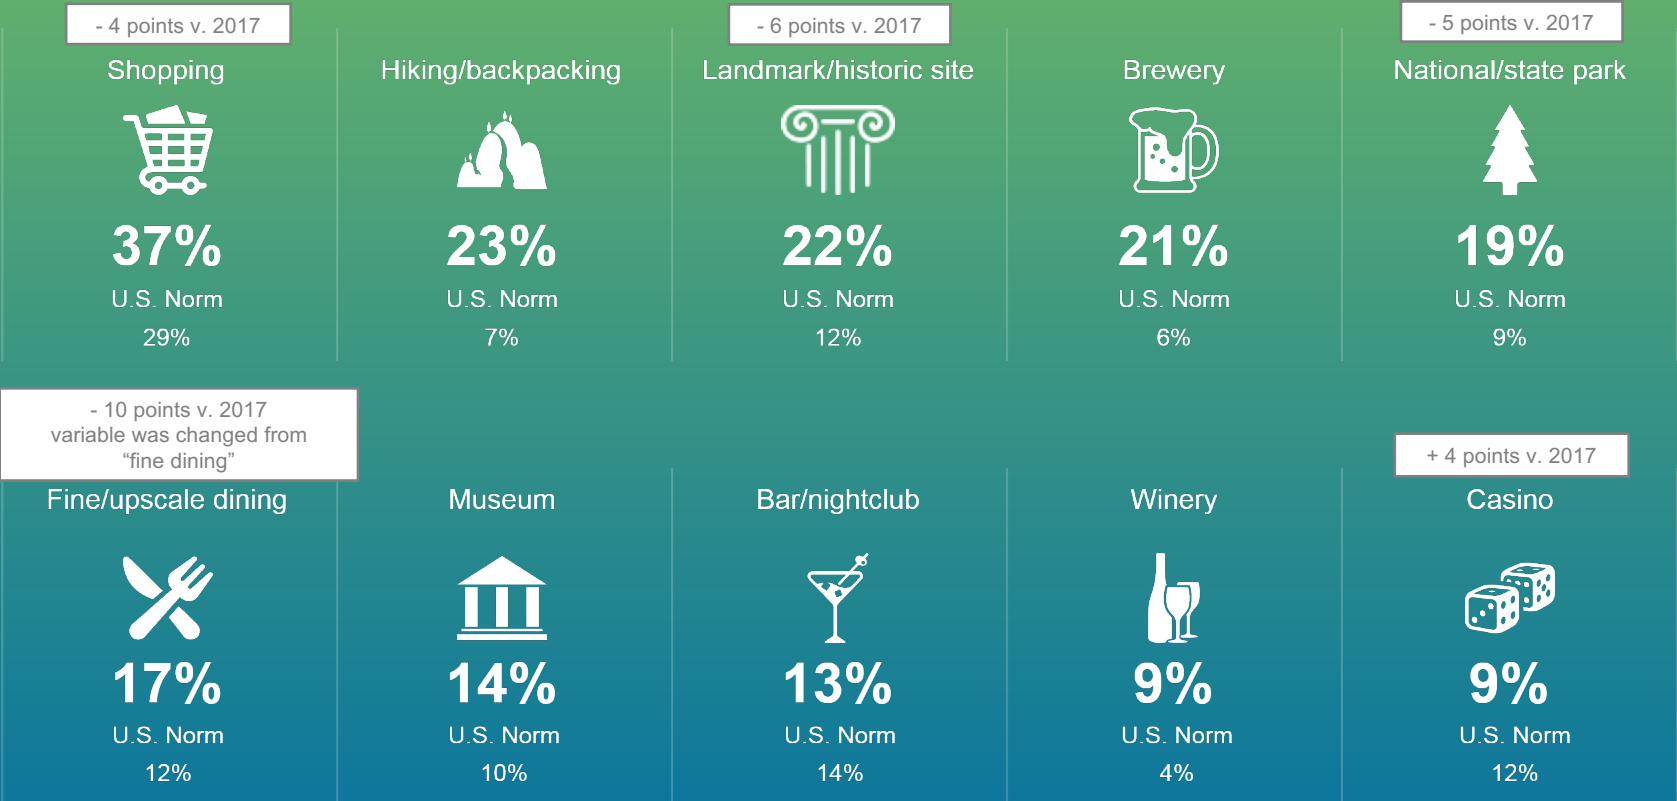 - 4 points v. 2017
Shopping
37%
U.S. Norm
29%
Hiking/backpacking
23%
U.S. Norm
7%
- 6 points v. 2017
Landmark/historic site
22%
U.S. Norm
12%
Brewery
21%
U.S. Norm
6%
- 5 points v. 2017
National/state park
19%
U.S. Norm
9%
- 10 points v. 2017
variable was changed from
“fine dining”
Fine/upscale dining
17%
U.S. Norm
12%
Museum
14%
U.S. Norm
10%
Bar/nightclub
13%
U.S. Norm
14%
Winery
9%
U.S. Norm
4%
+ 4 points v. 2017
Casino
9%
U.S. Norm
12%